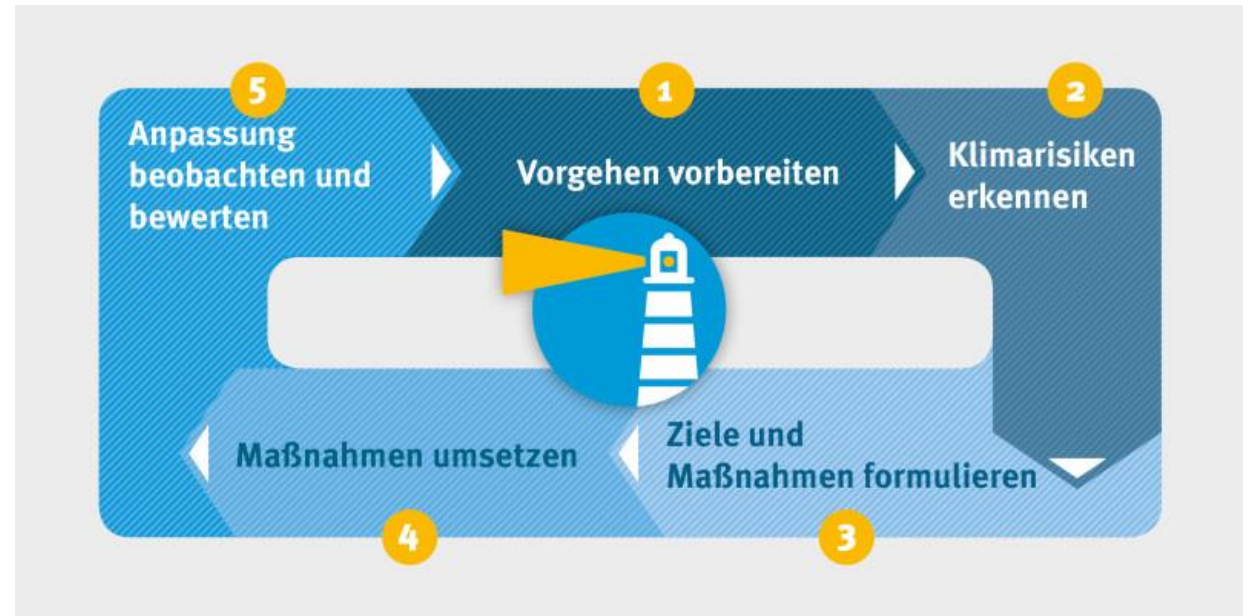 1
Vorgehen vorbereiten
2
Klimarisiken
erkennen
3
Ziele und
Maßnahmen formulieren
4
Maßnahmen umsetzen
5
Anpassung
beobachten und
bewerten